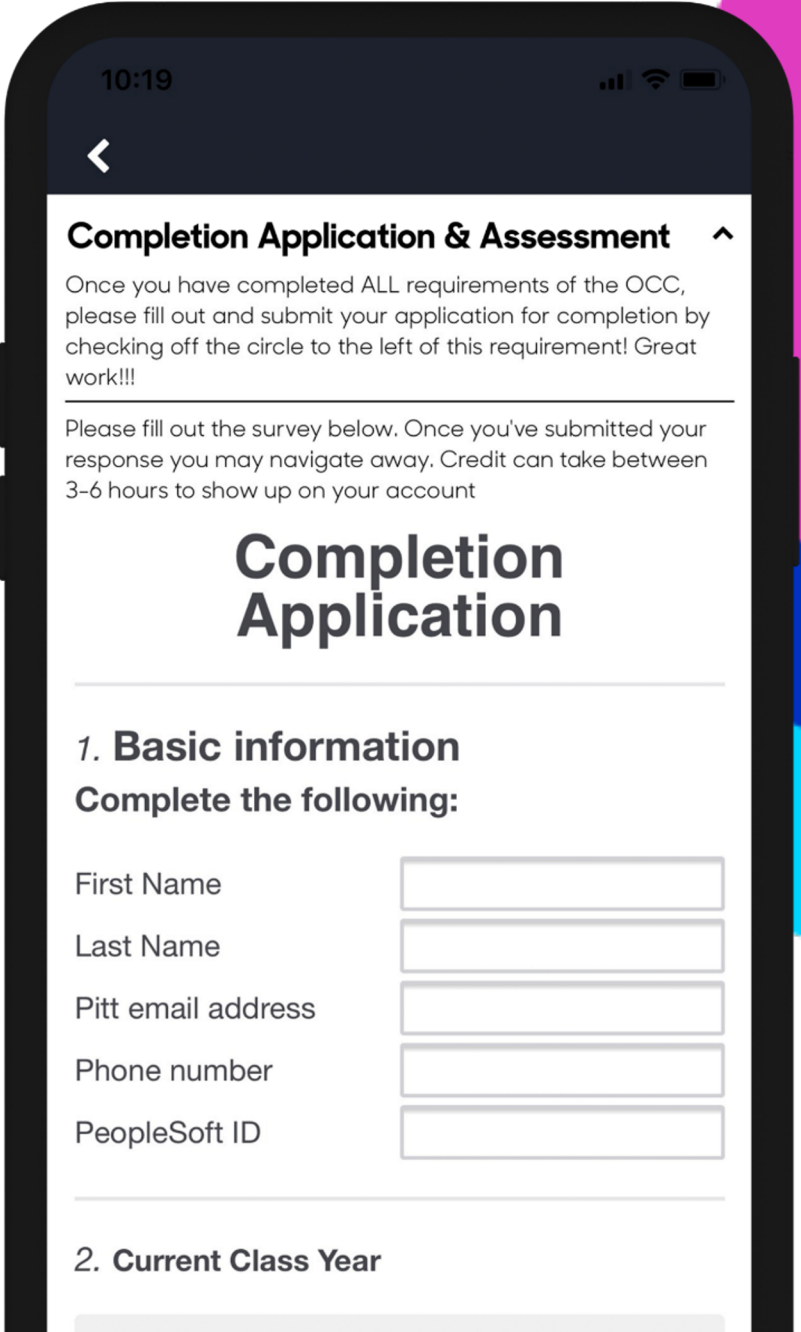 10:19
Completion Application & Assessment
Once you have completed ALL requirements of the OCC,
please fill out and submit your application for completion by
checking off the circle to the left of this requirement! Great
work!!!
Please fill out the survey below. Once you've submitted your
response you may navigate away. Credit can take between
3-6 hours to show up on your account
Completion
Application
1. Basic information
Complete the following:
First Name
Last Name
Pitt email address
Phone number
PeopleSoft ID
2. Current Class Year